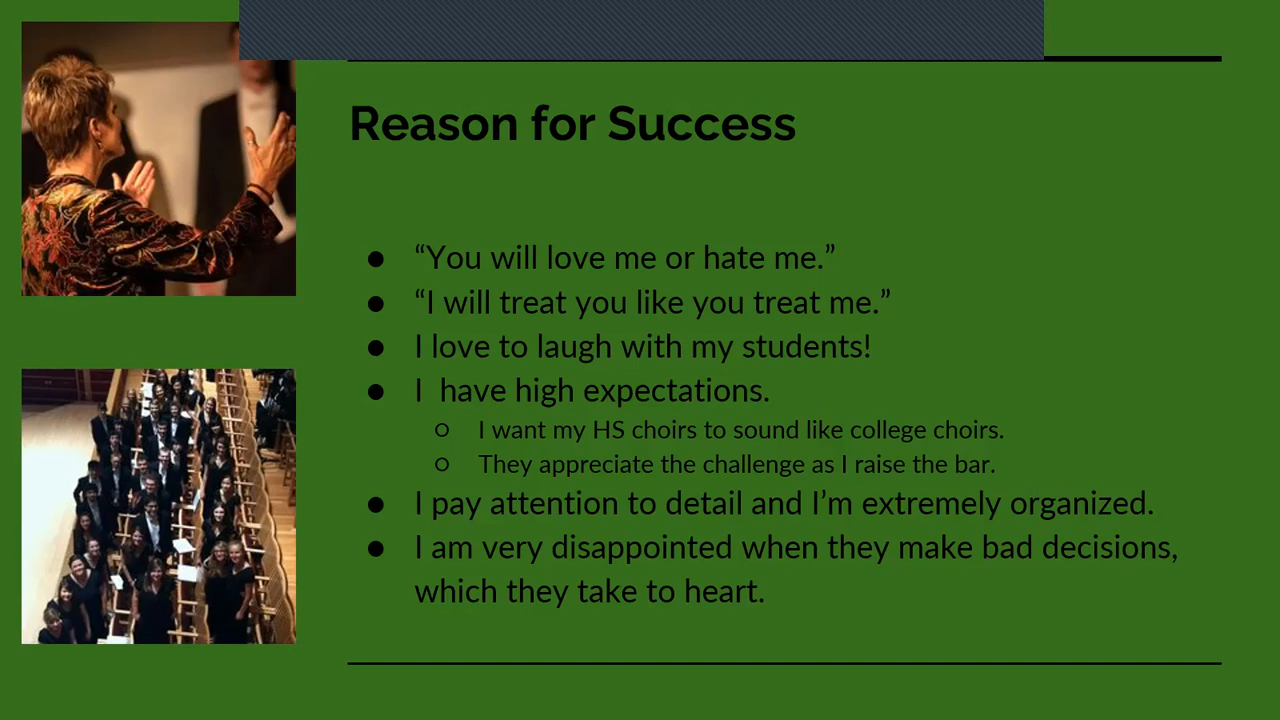 Reason for Success
● “You will love me or hate me.”
● “I will treat you like you treat me.”
● I love to laugh with my students!
● I  have high expectations.
○ I want my HS choirs to sound like college choirs.
○ They appreciate the challenge as I raise the bar.
● I pay attention to detail and I’m extremely organized.
● I am very disappointed when they make bad decisions,
which they take to heart.